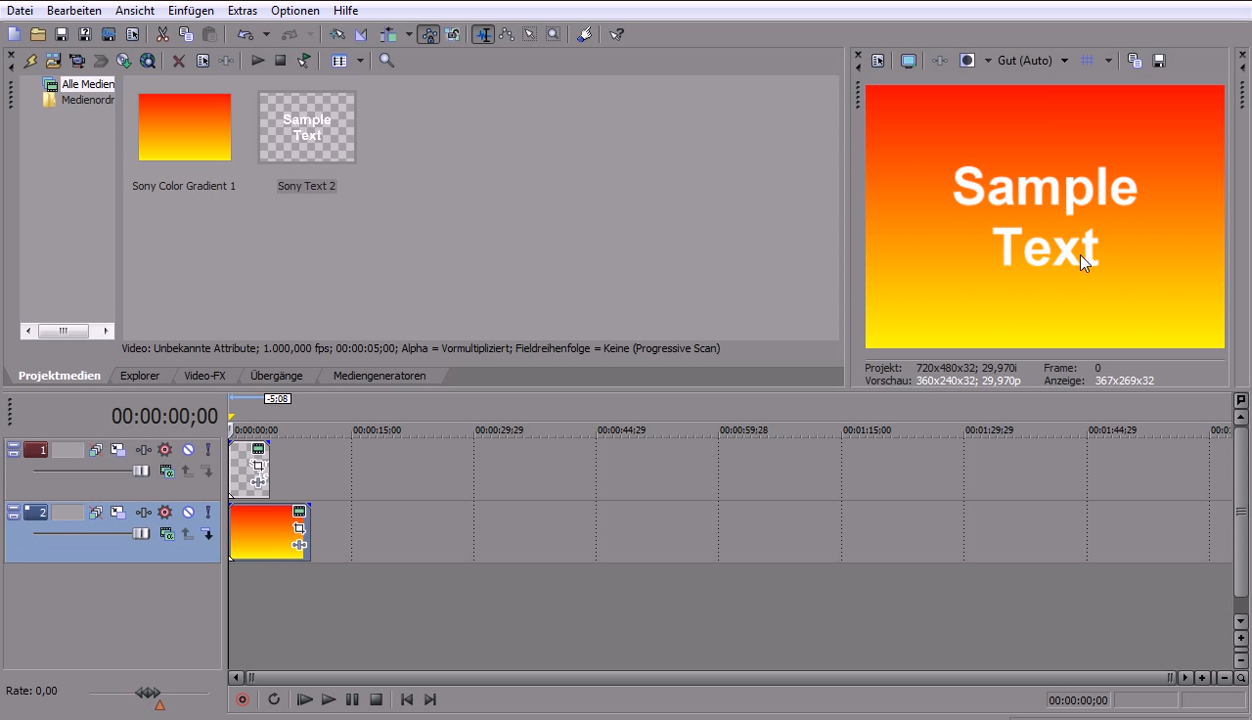 Datei Bearbeiten Ansicht Einfügen Extras Optionen Hilfe
Gut (Auto)
Alle Medien
Medienordr
Sample
Text
Sony Color Gradient 1
Sony Text 2
Sample
Text
Video: Unbekannte Attribute; 1.000,000 fps; 00:00:05;00; Alpha = Vormultipliziert; Fieldreihenfolge = Keine (Progressive Scan)
Projektmedien Explorer Video-FX Übergänge Mediengeneratoren
Projekt: 720x480x32; 29,970i Frame: 0
Vorschau: 360x240x32; 29,970p Anzeige: 367x269x32
-5:08
00:00:00;00
00:00:00;00 00:00:15;00 00:00:29;29 00:00:44;29 00:00:59;28 00:01:15;00 00:01:29;29 00:01:44;29 00:0
1
2
Rate: 0,00
00:00:00;00